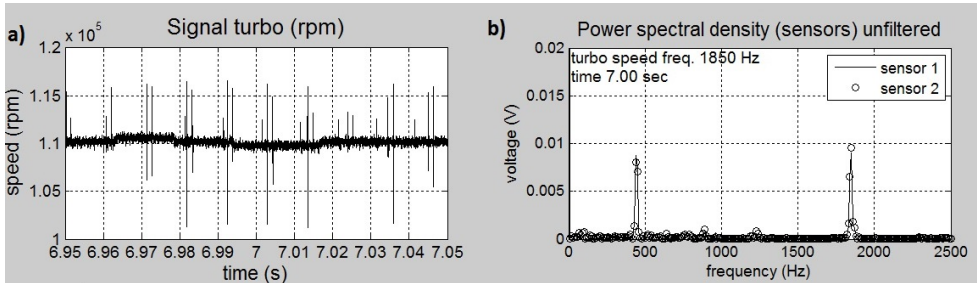 a)
Signal turbo (rpm)
x 10⁵
1.2
1.15
1.1
1.05
1
speed (rpm)
6.95 6.96 6.97 6.98 6.99 7 7.01 7.02 7.03 7.04 7.05
time (s)
b)
Power spectral density (sensors) unfiltered
0.02
0.015
0.01
0.005
0
voltage (V)
turbo speed freq. 1850 Hz
time 7.00 sec
sensor 1
sensor 2
0 500 1000 1500 2000 2500
frequency (Hz)